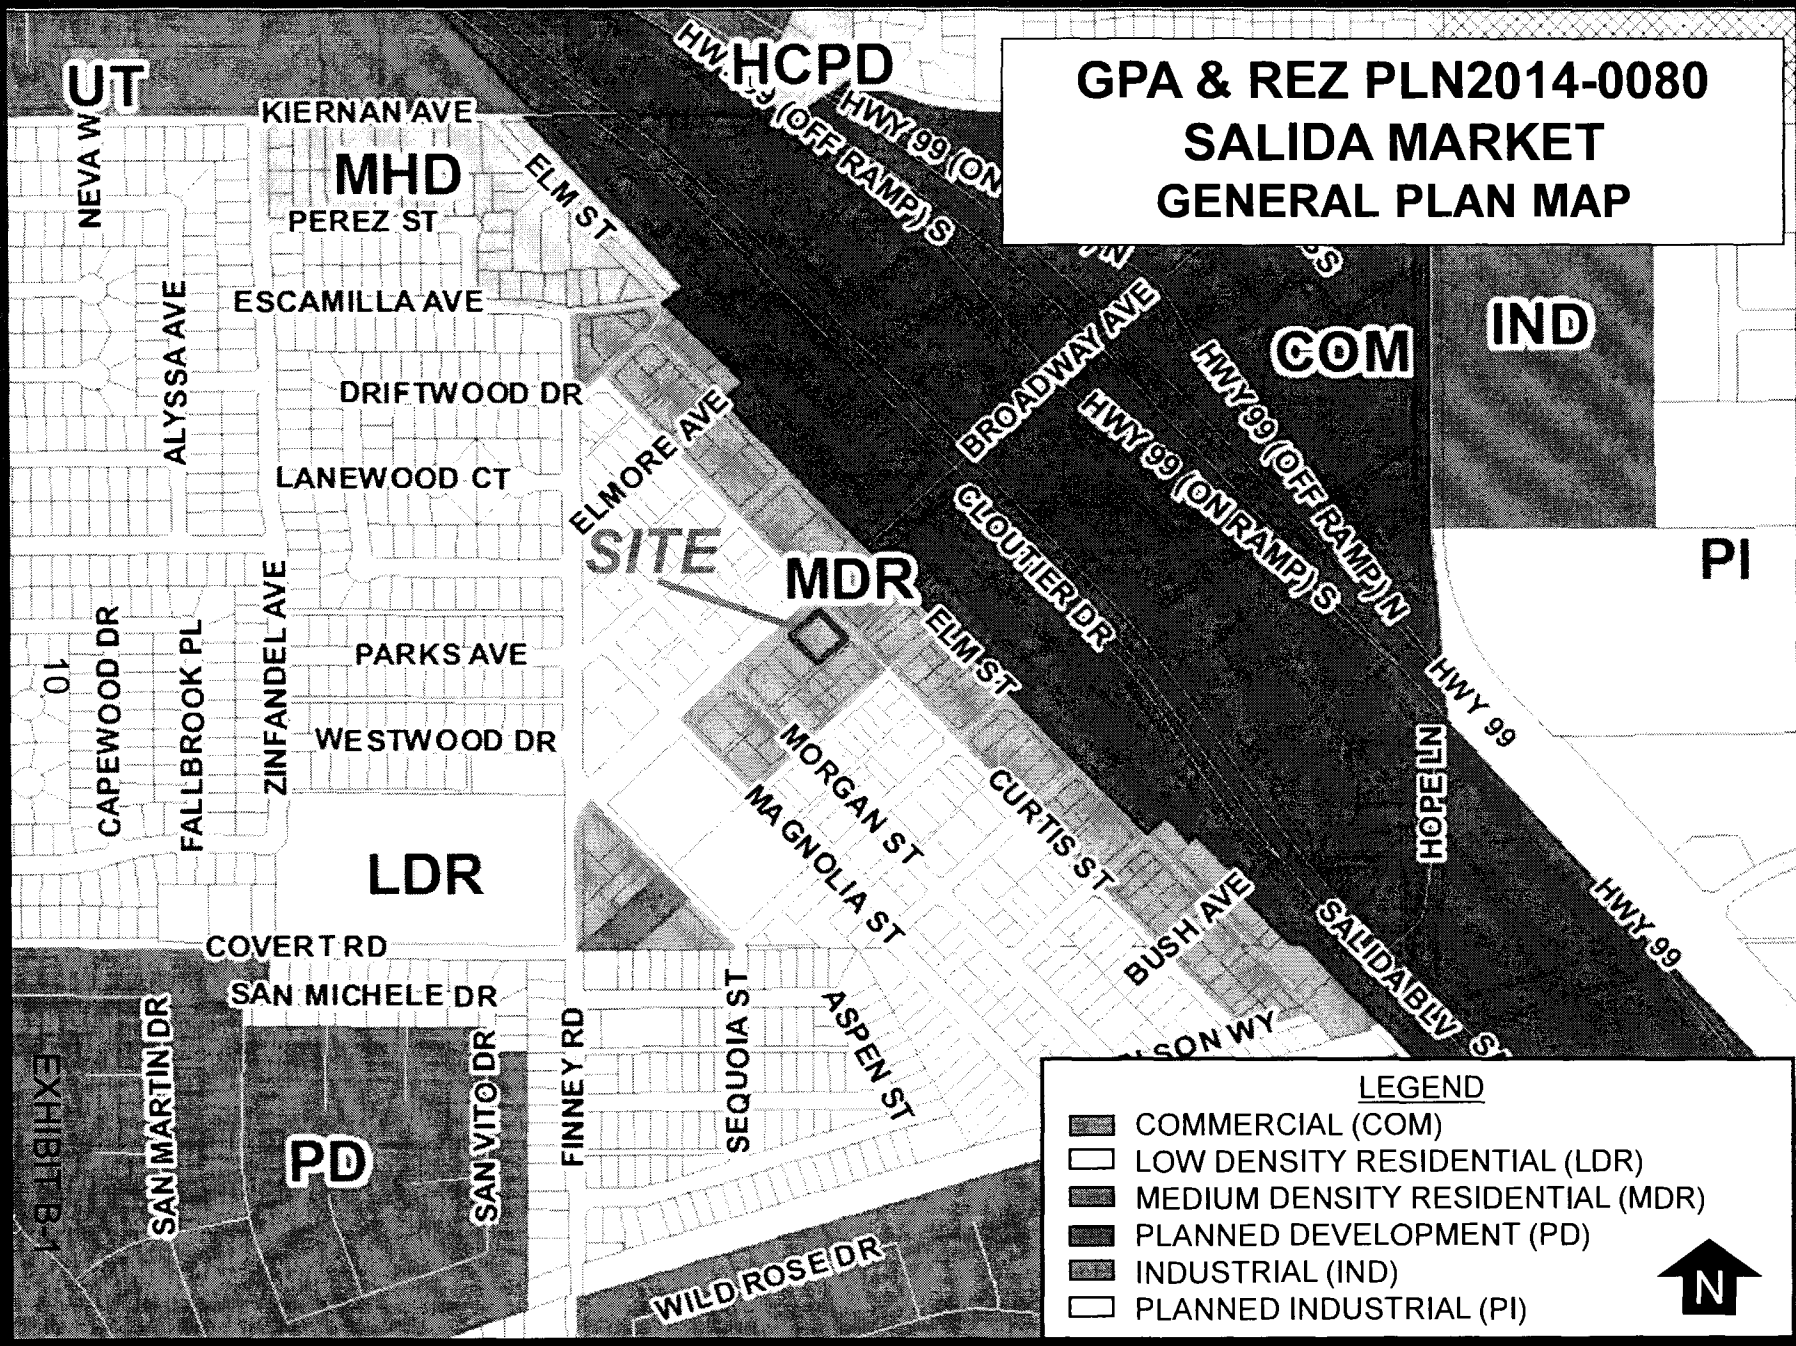 GPA & REZ PLN2014-0080
SALIDA MARKET
GENERAL PLAN MAP
UT
HCPD
KIERNAN AVE
NEVA W
MHD
PEREZ ST
ELM ST
HWY 99 (OFF RAMP) S
HWY 99 (ON
N
ESCAMILLA AVE
ALYSSA AVE
DRIFTWOOD DR
ELMORE AVE
LANEWOOD CT
BROADWAY AVE
COM
IND
HWY 99 (OFF RAMP) N
HWY 99 (ON RAMP) S
SITE
MDR
CLOUTIER DR
PI
ZINFANDEL AVE
CAPEWOOD DR
FALLBROOK PL
10
PARKS AVE
ELM ST
HWY 99
WESTWOOD DR
MORGAN ST
MAGNOLIA ST
CURTIS ST
HOPE LN
LDR
BUSH AVE
HWY 99
SALIDA BLV
COVERT RD
SAN MICHELE DR
SAN MARTIN DR
SAN VITO DR
FINNEY RD
SEQUOIA ST
ASPEN ST
SON WY
EXHIBIT B-1
PD
WILD ROSE DR
LEGEND
COMMERCIAL (COM)
LOW DENSITY RESIDENTIAL (LDR)
MEDIUM DENSITY RESIDENTIAL (MDR)
PLANNED DEVELOPMENT (PD)
INDUSTRIAL (IND)
PLANNED INDUSTRIAL (PI)
N